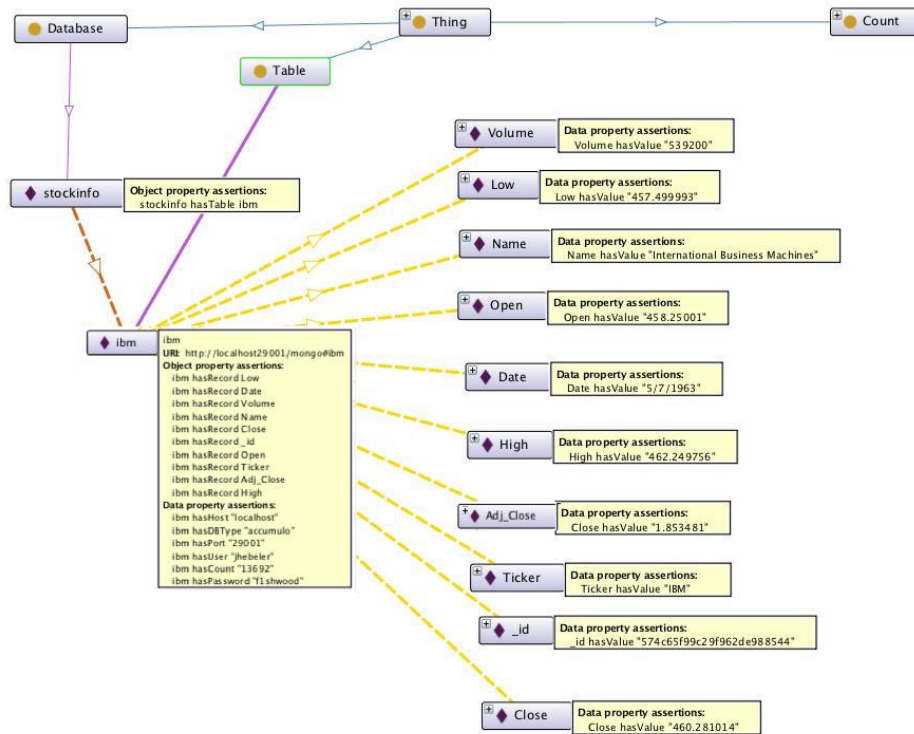 Database
Thing
Count
Table
Volume
Data property assertions:
Volume hasValue "539200"
stockinfo
Object property assertions:
stockinfo hasTable ibm
Low
Data property assertions:
Low hasValue "457.499993"
Name
Data property assertions:
Name hasValue "International Business Machines"
Open
Data property assertions:
Open hasValue "458.25001"
ibm
ibm
URI: http://localhost29001/mongo#ibm
Object property assertions:
ibm hasRecord Low
ibm hasRecord Date
ibm hasRecord Volume
ibm hasRecord Name
ibm hasRecord Close
ibm hasRecord _id
ibm hasRecord Open
ibm hasRecord Ticker
ibm hasRecord Adj_Close
ibm hasRecord High
Data property assertions:
ibm hasHost "localhost"
ibm hasDBType "accumulo"
ibm hasPort "29001"
ibm hasUser "jhebeler"
ibm hasCount "13692"
ibm hasPassword "f1shwood"
Date
Data property assertions:
Date hasValue "5/7/1963"
High
Data property assertions:
High hasValue "462.249756"
Adj_Close
Data property assertions:
Close hasValue "1.853481"
Ticker
Data property assertions:
Ticker hasValue "IBM"
_id
Data property assertions:
_id hasValue "574c65f99c29f962de988544"
Close
Data property assertions:
Close hasValue "460.281014"